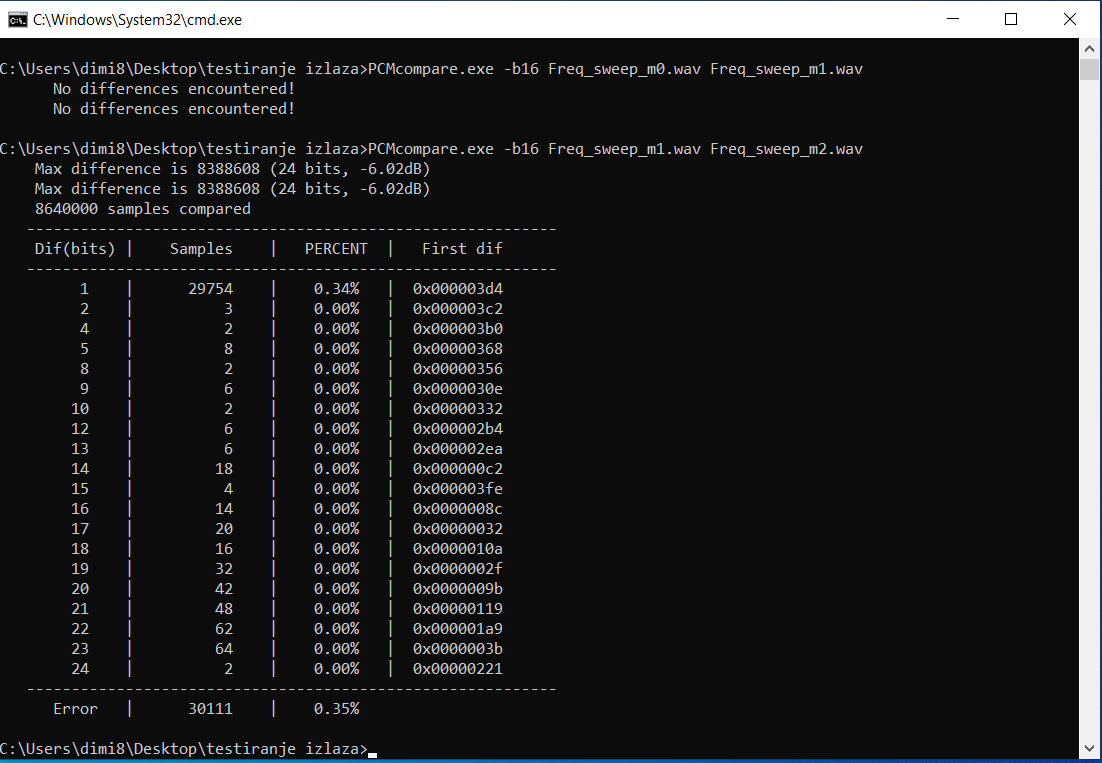 C:\Windows\System32\cmd.exe
C:\Users\dimi8\Desktop\testiranje izlaza>PCMcompare.exe -b16 Freq_sweep_m0.wav Freq_sweep_m1.wav
No differences encountered!
No differences encountered!
C:\Users\dimi8\Desktop\testiranje izlaza>PCMcompare.exe -b16 Freq_sweep_m1.wav Freq_sweep_m2.wav
Max difference is 8388608 (24 bits, -6.02dB)
Max difference is 8388608 (24 bits, -6.02dB)
8640000 samples compared
-----------------------------------------------------------
Dif(bits) | Samples | PERCENT | First dif
-----------------------------------------------------------
1 | 29754 | 0.34% | 0x000003d4
2 | 3 | 0.00% | 0x000003c2
4 | 2 | 0.00% | 0x000003b0
5 | 8 | 0.00% | 0x00000368
8 | 2 | 0.00% | 0x00000356
9 | 6 | 0.00% | 0x0000030e
10 | 2 | 0.00% | 0x00000332
12 | 6 | 0.00% | 0x000002b4
13 | 6 | 0.00% | 0x000002ea
14 | 18 | 0.00% | 0x000000c2
15 | 4 | 0.00% | 0x000003fe
16 | 14 | 0.00% | 0x0000008c
17 | 20 | 0.00% | 0x00000032
18 | 16 | 0.00% | 0x0000010a
19 | 32 | 0.00% | 0x0000002f
20 | 42 | 0.00% | 0x0000009b
21 | 48 | 0.00% | 0x00000119
22 | 62 | 0.00% | 0x000001a9
23 | 64 | 0.00% | 0x0000003b
24 | 2 | 0.00% | 0x00000221
-----------------------------------------------------------
Error | 30111 | 0.35%
C:\Users\dimi8\Desktop\testiranje izlaza>